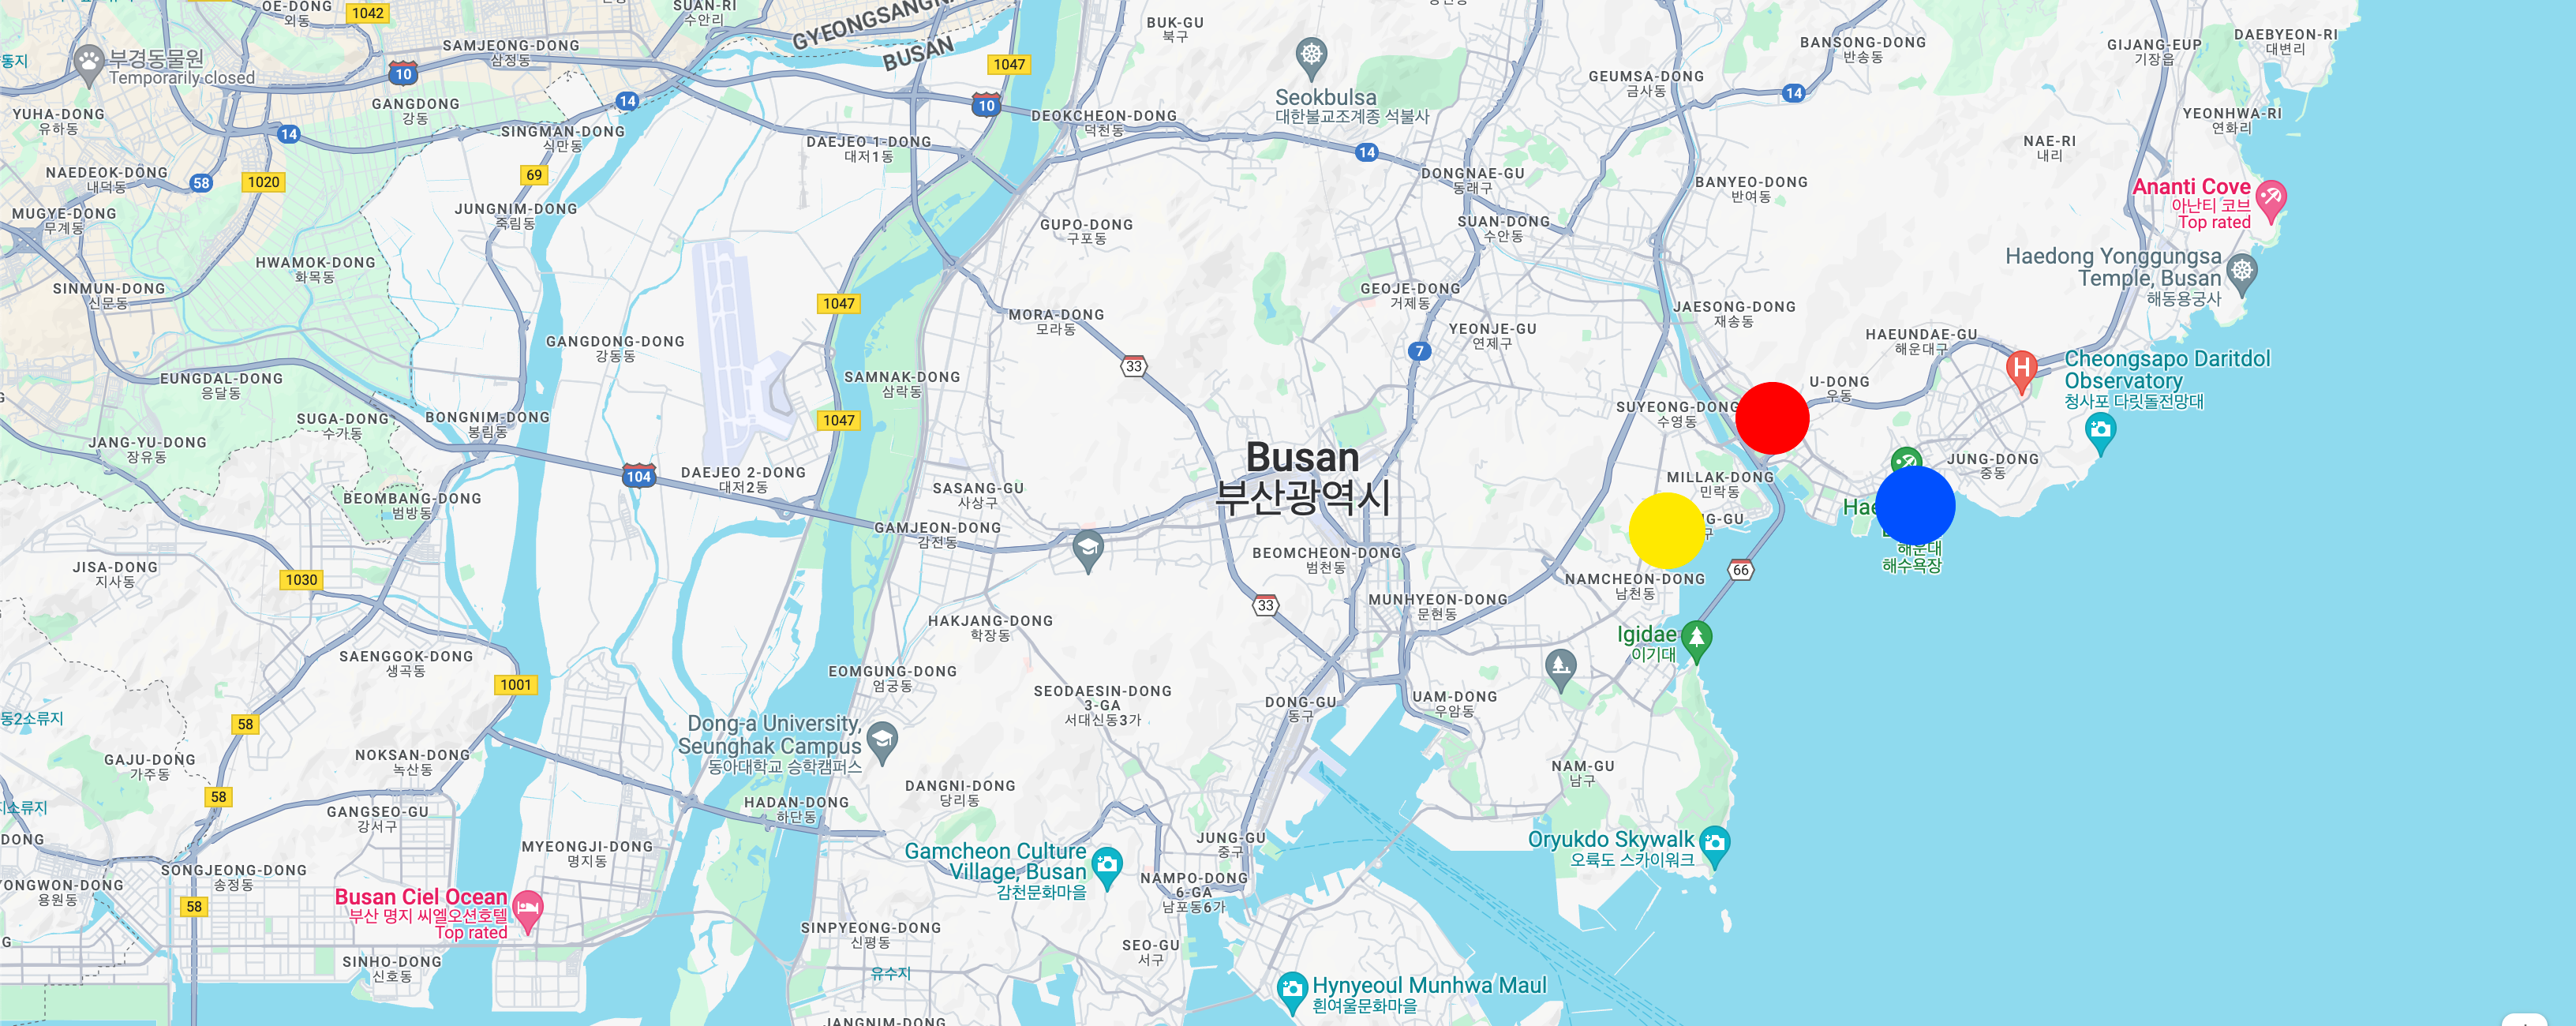 OE-DONG
외동
1042
SUAN-RI
수안리
GYEONGSANGNA
BUSAN
BUK-GU
북구
BANSONG-DONG
반송동
GIJANG-EUP
기장읍
DAEBYEON-RI
대변리
동지
부경동물원
Temporarily closed
10
SAMJEONG-DONG
삼정동
1047
Seokbulsa
대한불교조계종 석불사
GEUMSA-DONG
금사동
14
YUHA-DONG
유하동
14
GANGDONG
강동
14
SINGMAN-DONG
식만동
10
DAEJEO 1-DONG
대저1동
DEOKCHEON-DONG
덕천동
14
YEONHWA-RI
연화리
NAE-RI
내리
NAEDEOK-DONG
내덕동
58
1020
69
DONGNAE-GU
동래구
BANYEO-DONG
반여동
Ananti Cove
아난티 코브
Top rated
MUGYE-DONG
무계동
JUNGNIM-DONG
죽림동
GUPO-DONG
구포동
SUAN-DONG
수안동
HWAMOK-DONG
화목동
Haedong Yonggungsa
Temple, Busan
해동용궁사
SINMUN-DONG
신문동
1047
MORA-DONG
모라동
GEOJE-DONG
거제동
JAESONG-DONG
재송동
GANGDONG-DONG
강동동
YEONJE-GU
연제구
HAEUNDAE-GU
해운대구
33
7
H
Cheongsapo Daritdol
Observatory
청사포 다릿돌전망대
EUNGDAL-DONG
응달동
SAMNAK-DONG
삼락동
U-DONG
우동
SUGA-DONG
수가동
BONGNIM-DONG
봉림동
1047
SUYEONG-DONG
수영동
JANG-YU-DONG
장유동
Busan
부산광역시
104
DAEJEO 2-DONG
대저2동
SASANG-GU
사상구
MILLAK-DONG
민락동
JUNG-DONG
중동
BEOMBANG-DONG
범방동
GAMJEON-DONG
감전동
NG-GU
구
Hae
해운대
해수욕장
JISA-DONG
지사동
1030
BEOMCHEON-DONG
범천동
NAMCHEON-DONG
남천동
66
33
MUNHYEON-DONG
문현동
HAKJANG-DONG
학장동
Igidae
이기대
SAENGGOK-DONG
생곡동
1001
EOMGUNG-DONG
엄궁동
SEODAESIN-DONG
3-GA
서대신동3가
DONG-GU
동구
UAM-DONG
우암동
동2소류지
58
Dong-a University,
Seunghak Campus
동아대학교 승학캠퍼스
GAJU-DONG
가주동
NOKSAN-DONG
녹산동
NAM-GU
남구
58
DANGNI-DONG
당리동
지소류지
GANGSEO-GU
강서구
HADAN-DONG
하단동
DONG
MYEONGJI-DONG
명지동
Gamcheon Culture
Village, Busan
감천문화마을
JUNG-GU
중구
Oryukdo Skywalk
오륙도 스카이워크
SONGJEONG-DONG
송정동
YONGWON-DONG
용원동
NAMPO-DONG
6-GA
남포동6가
58
Busan Ciel Ocean
부산 명지 씨엘오션호텔
Top rated
SINPYEONG-DONG
신평동
SEO-GU
서구
G
SINHO-DONG
신호동
유수지
Hynyeoul Munhwa Maul
흰여울문화마을
JANGNIM-DONG